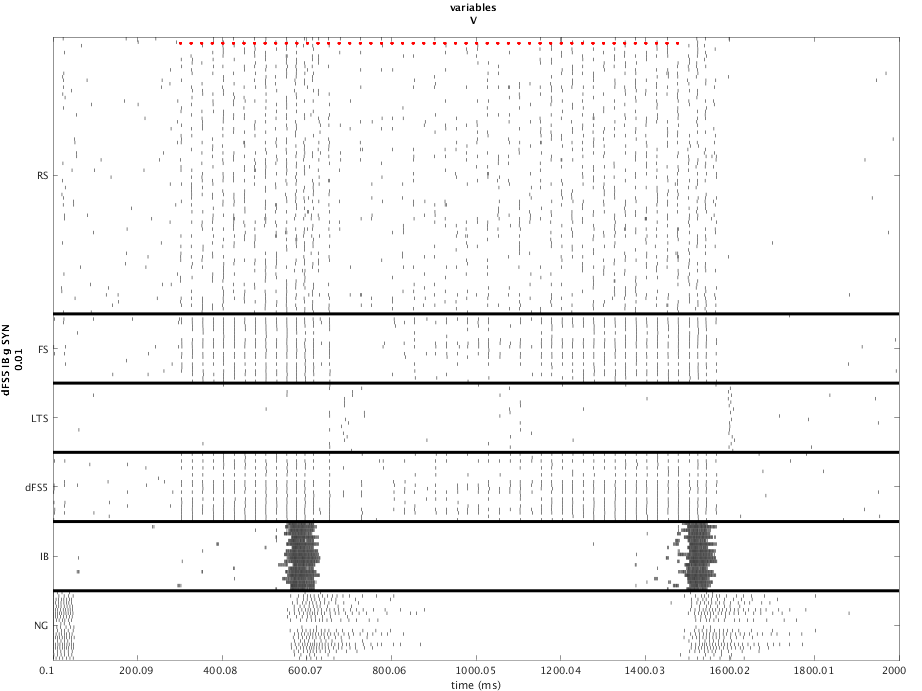 variables
V
RS
FS
LTS
dFS5
IB
NG
dFS5 IB g SYN
0.01
0.1 200.09 400.08 600.07 800.06 1000.05 1200.04 1400.03 1600.02 1800.01 2000
time (ms)